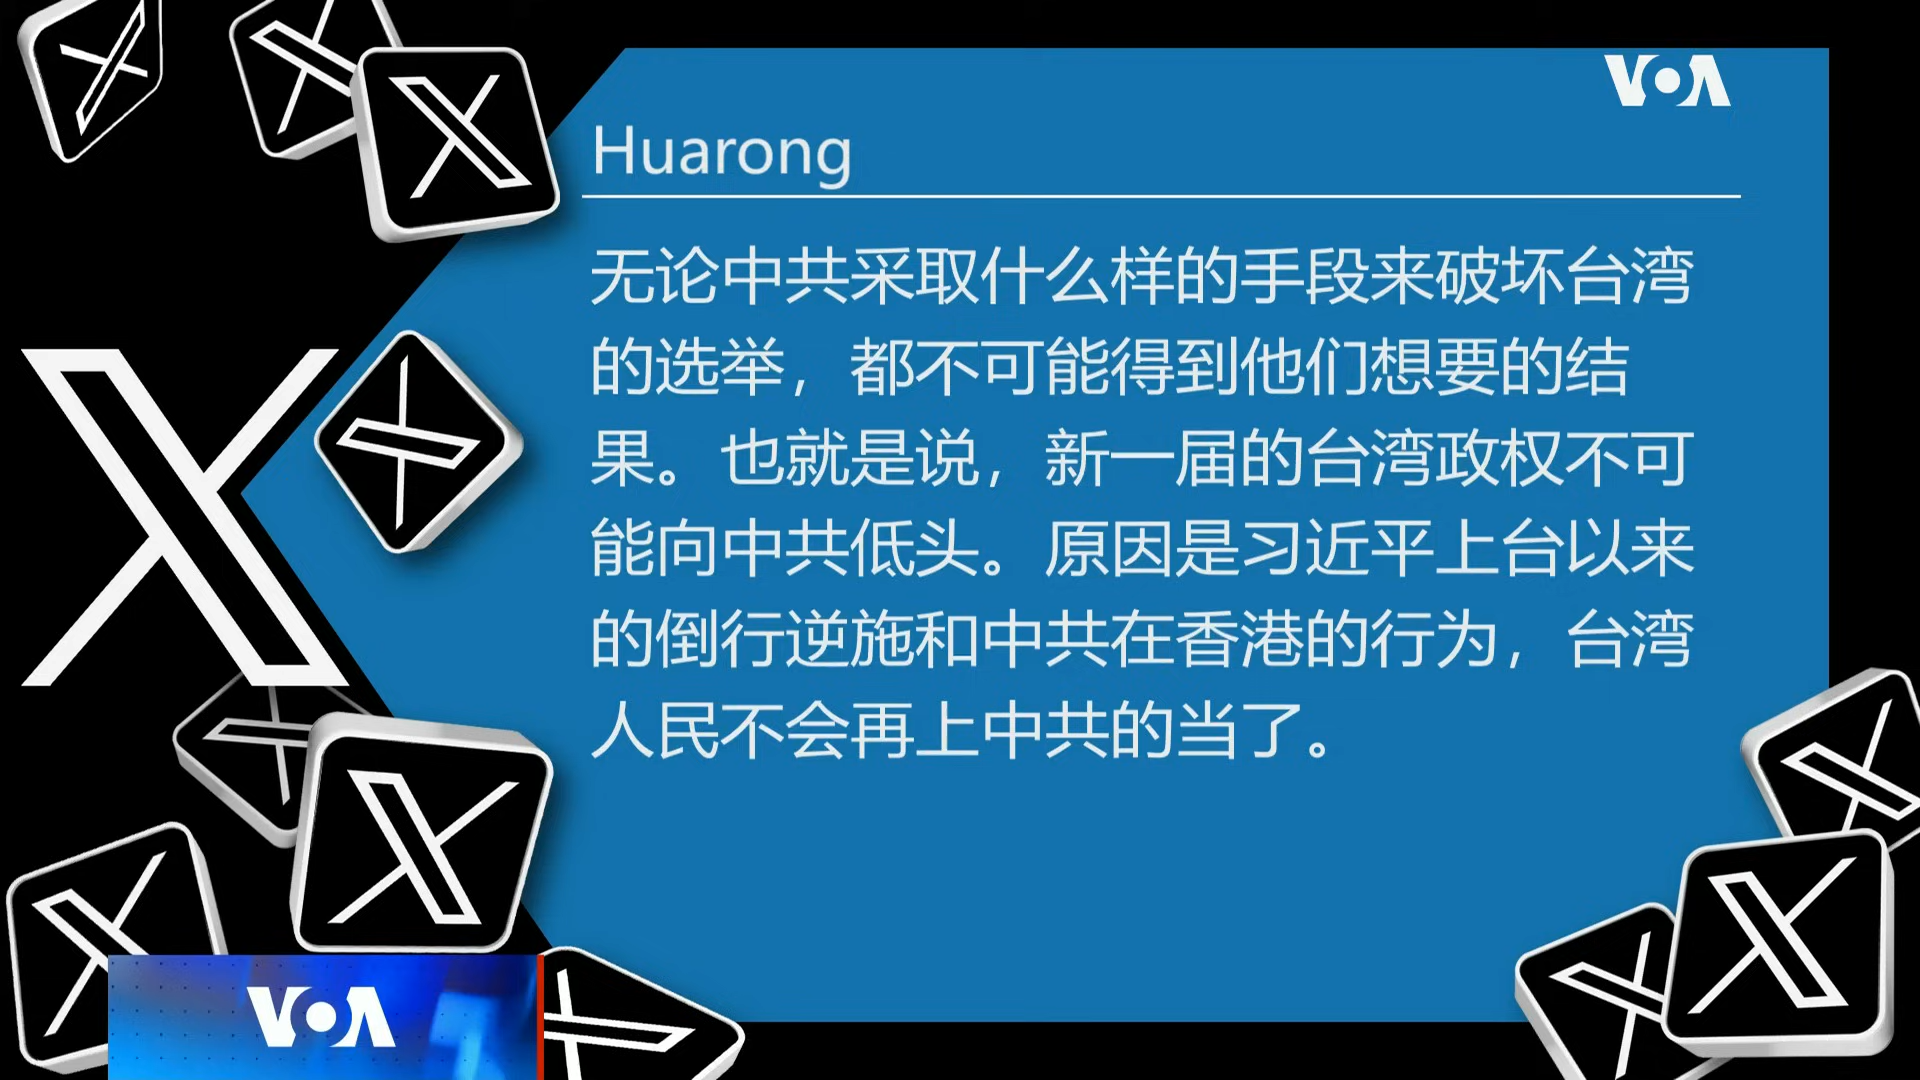 VOA
Huarong
无论中共采取什么样的手段来破坏台湾
的选举，都不可能得到他们想要的结
果。也就是说，新一届的台湾政权不可
能向中共低头。原因是习近平上台以来
的倒行逆施和中共在香港的行为，台湾
人民不会再上中共的当了。
VOA